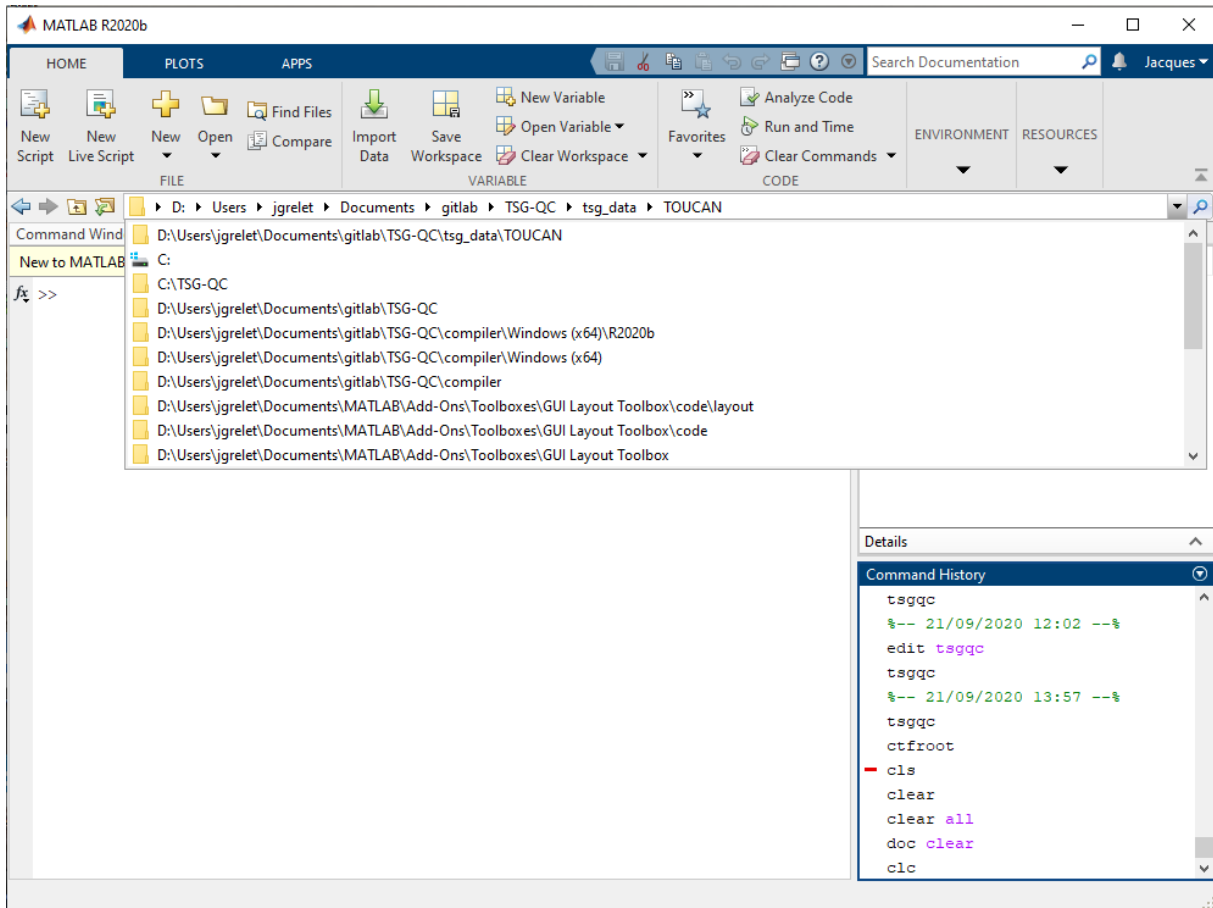 MATLAB R2020b
HOME PLOTS APPS Search Documentation Jacques
New Script New Live Script New Open Find Files Compare Import Data Save Workspace New Variable Open Variable Clear Workspace Favorites Analyze Code Run and Time Clear Commands ENVIRONMENT RESOURCES
FILE VARIABLE CODE
D: Users jgrelet Documents gitlab TSG-QC tsg_data TOUCAN
Command Wind
New to MATLAB
fx >>
D:\Users\jgrelet\Documents\gitlab\TSG-QC\tsg_data\TOUCAN
C:
C:\TSG-QC
D:\Users\jgrelet\Documents\gitlab\TSG-QC
D:\Users\jgrelet\Documents\gitlab\TSG-QC\compiler\Windows (x64)\R2020b
D:\Users\jgrelet\Documents\gitlab\TSG-QC\compiler\Windows (x64)
D:\Users\jgrelet\Documents\gitlab\TSG-QC\compiler
D:\Users\jgrelet\Documents\MATLAB\Add-Ons\Toolboxes\GUI Layout Toolbox\code\layout
D:\Users\jgrelet\Documents\MATLAB\Add-Ons\Toolboxes\GUI Layout Toolbox\code
D:\Users\jgrelet\Documents\MATLAB\Add-Ons\Toolboxes\GUI Layout Toolbox
Details
Command History
tsgqc
%-- 21/09/2020 12:02 --%
edit tsgqc
tsgqc
%-- 21/09/2020 13:57 --%
tsgqc
ctfroot
cls
clear
clear all
doc clear
clc